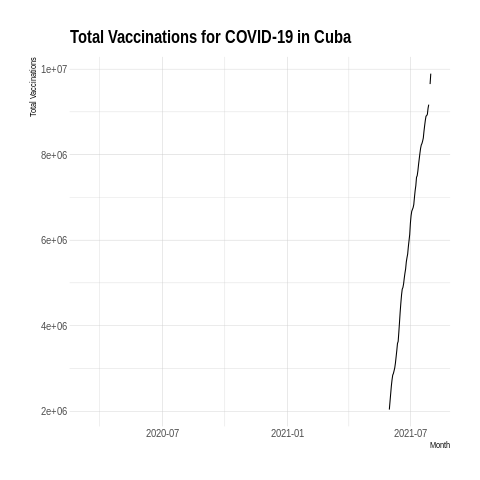 Total Vaccinations for COVID-19 in Cuba
Total Vaccinations
1e+07
8e+06
6e+06
4e+06
2e+06
2020-07
2021-01
2021-07
Month